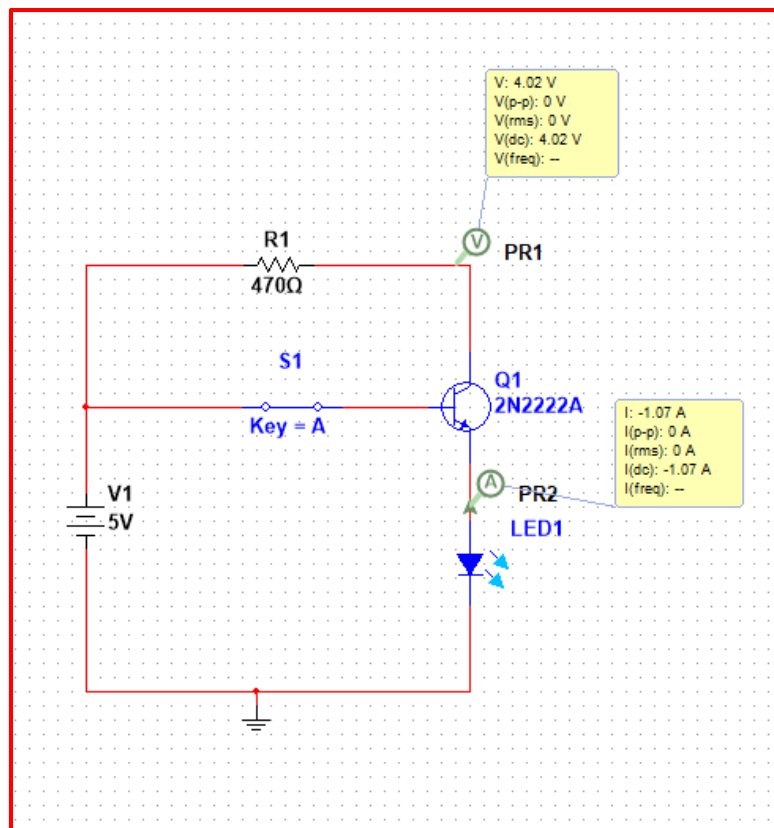 V: 4.02 V
V(p-p): 0 V
V(rms): 0 V
V(dc): 4.02 V
V(freq): --
V
PR1
R1
470Ω
S1
Key = A
Q1
2N2222A
I: -1.07 A
I(p-p): 0 A
I(rms): 0 A
I(dc): -1.07 A
I(freq): --
A
PR2
V1
5V
LED1